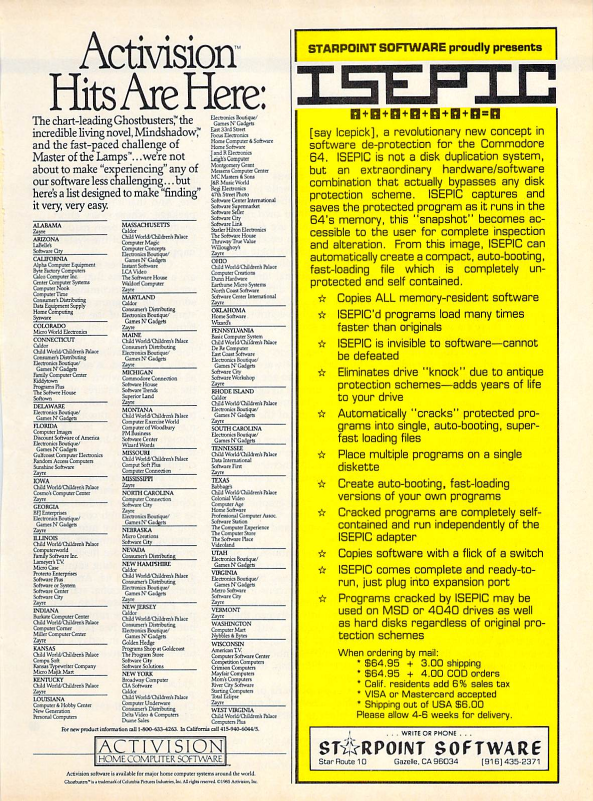 Activision™
Hits Are Here:
The chart-leading Ghostbusters,™ the
incredible living novel, Mindshadow,™
and the fast-paced challenge of
Master of the Lamps™...we're not
about to make "experiencing" any of
our software less challenging...but
here's a list designed to make "finding"
it very, very easy.
ALABAMA
Zayre
ARIZONA
LaBelle's
Software City
CALIFORNIA
Alpha Computer Equipment
Byte Factory Computers
Calco Computer Inc.
Center Computer Systems
Computer Nook
Computer Time
Consumer's Distributing
Data Equipment Supply
Home Computing
Synware
COLORADO
Micro World Electronics
CONNECTICUT
Caldor
Child World/Children's Palace
Consumer's Distributing
Electronics Boutique/
Games N' Gadgets
Family Computer Center
Kiddytown
Programs Plus
The Software House
Softown
DELAWARE
Electronics Boutique/
Games N' Gadgets
FLORIDA
Computer Images
Discount Software of America
Electronics Boutique/
Games N' Gadgets
Gulfcoast Computer Electronics
Random Access Computers
Sunshine Software
Zayre
IOWA
Child World/Children's Palace
Cosmo's Computer Center
Zayre
GEORGIA
RFJ Enterprises
Electronics Boutique/
Games N' Gadgets
ILLINOIS
Child World/Children's Palace
Computerworld
Family Software Inc.
Lameyer's T.V.
Micro Case
Protecto Enterprises
Software Plus
Software or System
Software Center
Software City
Zayre
INDIANA
Burkate Computer Center
Child World/Children's Palace
Computer Corner
Miller Computer Center
Zayre
KANSAS
Child World/Children's Palace
Compu Soft
Kansas Typewriter Company
Micro Majik Mart
KENTUCKY
Child World/Children's Palace
Zayre
LOUISIANA
Computer & Hobby Center
New Generation
Personal Computers
MASSACHUSETTS
Caldor
Child World/Children's Palace
Computer Magic
Computer Concepts
Electronics Boutique/
Games N' Gadgets
Instant Software
LCA Video
The Software House
Waldorf Computer
Zayre
MARYLAND
Caldor
Child World/Children's Palace
Consumer's Distributing
Electronics Boutique/
Games N' Gadgets
Zayre
MAINE
Child World/Children's Palace
Consumer's Distributing
Electronics Boutique/
Games N' Gadgets
Zayre
MICHIGAN
Commodore Connection
Software House
Software Trends
Superior Land
Zayre
MONTANA
Child World/Children's Palace
Computer Exercise World
Computer of Woodbury
PM Business
Software Center
Wizard Words
MISSOURI
Child World/Children's Palace
Comput Soft Plus
Computer Connection
MISSISSIPPI
Zayre
NORTH CAROLINA
Computer Connection
Software City
Zayre
Electronics Boutique/
Games N' Gadgets
NEBRASKA
Micro Creations
Software City
NEVADA
Consumer's Distributing
NEW HAMPSHIRE
Caldor
Child World/Children's Palace
Consumer's Distributing
Electronics Boutique/
Games N' Gadgets
Zayre
NEW JERSEY
Caldor
Child World/Children's Palace
Consumer's Distributing
Electronics Boutique/
Games N' Gadgets
Golden Hedge
Programs Shop at Goldcoast
The Program Store
Software City
Software Solutions
NEW YORK
Broadway Computer
CIA Software
Caldor
Child World/Children's Palace
Computer Underware
Consumer's Distributing
Delta Video & Computers
Duane Sales
Electronics Boutique/
Games N' Gadgets
East 33rd Street
Focus Electronics
Home Computer & Software
Home Software
J and R Electronics
Leigh's Computer
Montgomery Grant
Messens Computer Center
MC Masters & Sons
J&R Music World
Regi Electronics
47th Street Photo
Software Center International
Software Supermarket
Software Seller
Software City
Software Link
Statler Hilton Electronics
The Software House
Thruway True Value
Willoughby's
Zayre
OHIO
Child World/Children's Palace
Computer Creations
Dunn Hardware
Earthrune Micro Systems
North Coast Software
Software Center International
Zayre
OKLAHOMA
Home Software
Wizard's
PENNSYLVANIA
Basic Computer System
Child World/Children's Palace
De Re Computer
East Coast Software
Electronics Boutique/
Games N' Gadgets
Software City
Software Workshop
Zayre
RHODE ISLAND
Caldor
Child World/Children's Palace
Electronics Boutique/
Games N' Gadgets
Zayre
SOUTH CAROLINA
Electronics Boutique/
Games N' Gadgets
TENNESSEE
Child World/Children's Palace
Data International
Software First
Zayre
TEXAS
Babbage's
Child World/Children's Palace
Colonial Video
Computer Age
Home Software
Professional Computer Assoc.
Software Station
The Computer Experience
The Computer Store
The Software Place
Videoland
UTAH
Electronics Boutique/
Games N' Gadgets
VIRGINIA
Electronics Boutique/
Games N' Gadgets
Metro Software
Software City
Zayre
VERMONT
Zayre
WASHINGTON
Computer Mart
Nybbles & Bytes
WISCONSIN
American T.V.
Computer Software Center
Competition Computers
Crimson Computers
Mayfair Computers
Mom's Computers
River City Software
Starting Computers
Total Eclipse
Zayre
WEST VIRGINIA
Child World/Children's Palace
Computers Plus
For new product information call 1-800-633-4263. In California call 415-940-6044/5.
ACTIVISION
HOME COMPUTER SOFTWARE
Activision software is available for major home computer systems around the world.
Ghostbusters™ is a trademark of Columbia Pictures Industries, Inc. All rights reserved. ©1985 Activision, Inc.
STARPOINT SOFTWARE proudly presents
ISEPIC
[say Icepick], a revolutionary new concept in
software de-protection for the Commodore
64. ISEPIC is not a disk duplication system,
but an extraordinary hardware/software
combination that actually bypasses any disk
protection scheme. ISEPIC captures and
saves the protected program as it runs in the
64's memory, this "snapshot" becomes ac-
cessible to the user for complete inspection
and alteration. From this image, ISEPIC can
automatically create a compact, auto-booting,
fast-loading file which is completely un-
protected and self contained.
☆ Copies ALL memory-resident software
☆ ISEPIC'd programs load many times
faster than originals
☆ ISEPIC is invisible to software—cannot
be defeated
☆ Eliminates drive "knock" due to antique
protection schemes—adds years of life
to your drive
☆ Automatically "cracks" protected pro-
grams into single, auto-booting, super-
fast loading files
☆ Place multiple programs on a single
diskette
☆ Create auto-booting, fast-loading
versions of your own programs
☆ Cracked programs are completely self-
contained and run independently of the
ISEPIC adapter
☆ Copies software with a flick of a switch
☆ ISEPIC comes complete and ready-to-
run, just plug into expansion port
☆ Programs cracked by ISEPIC may be
used on MSD or 4040 drives as well
as hard disks regardless of original pro-
tection schemes
When ordering by mail:
* $64.95 + 3.00 shipping
* $64.95 + 4.00 COD orders
* Calif. residents add 6% sales tax
* VISA or Mastercard accepted
* Shipping out of USA $6.00
Please allow 4-6 weeks for delivery.
... WRITE OR PHONE ...
STARPOINT SOFTWARE
Star Route 10 Gazelle, CA 96034 (916) 435-2371